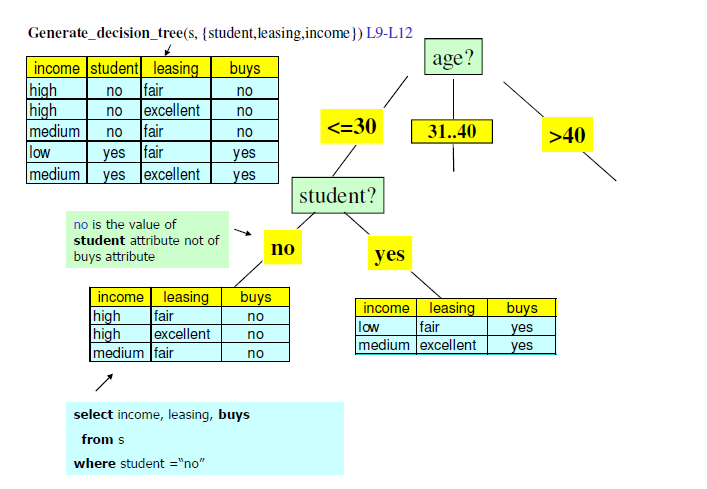 Generate_decision_tree(s, {student,leasing,income}) L9-L12
income student leasing buys
high no fair no
high no excellent no
medium no fair no
low yes fair yes
medium yes excellent yes
age?
<=30
31..40
>40
student?
no is the value of
student attribute not of
buys attribute
no
yes
income leasing buys
high fair no
high excellent no
medium fair no
income leasing buys
low fair yes
medium excellent yes
select income, leasing, buys
from s
where student ="no"